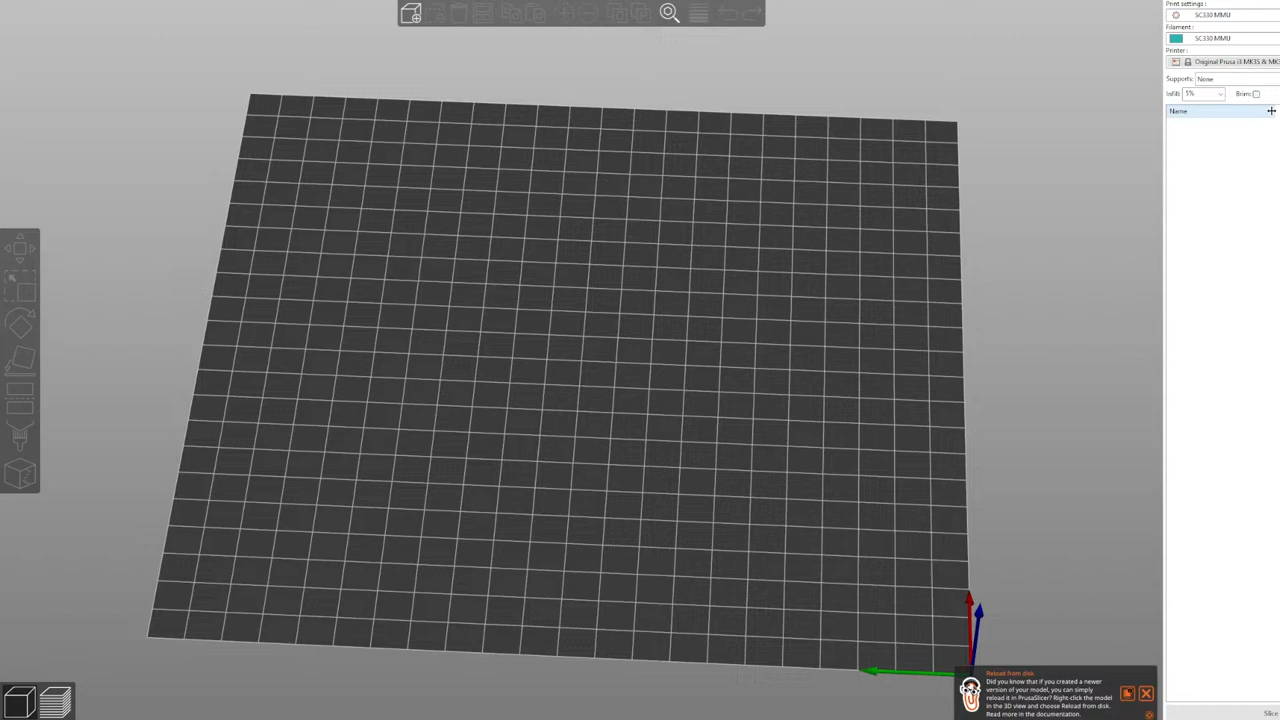 Print settings :
SC330 MMU
Filament :
SC330 MMU
Printer :
Original Prusa i3 MK3S & MK3
Supports: None
Infill: 5% Brim:
Name
Reload from disk
Did you know that if you created a newer
version of your model, you can simply
reload it in PrusaSlicer? Right-click the model
in the 3D view and choose Reload from disk.
Read more in the documentation.
Slice